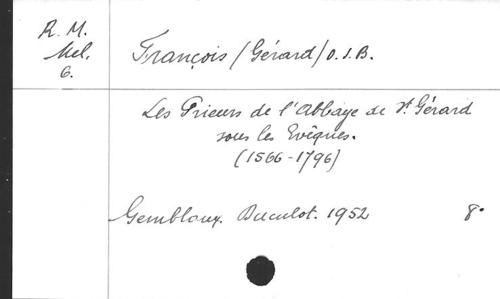 R. M.
Mel.
6.
François (Gérard) O.S.B.
Les Prieurs de l'Abbaye de St Gérard
sous les Evêques.
(1566-1796)
Gembloux. Duculot. 1952 8°